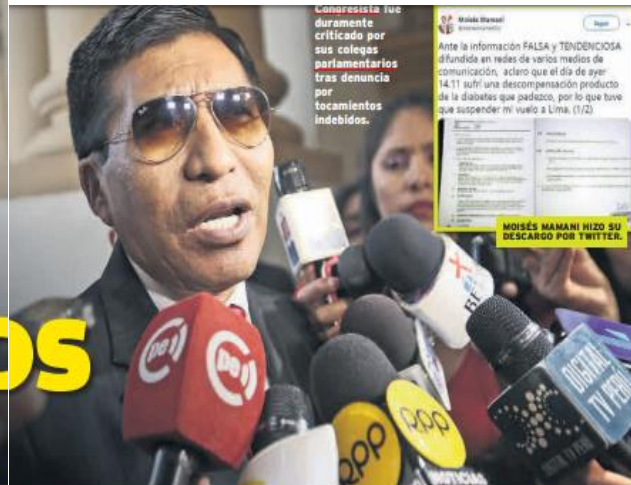 Congresista fue
duramente
criticado por
sus colegas
parlamentarios
tras denuncia
por
tocamientos
indebidos.
Moisés Mamani
Seguir
Ante la información FALSA y TENDENCIOSA
difundida en redes de varios medios de
comunicación, aclaro que el día de ayer
14.11 sufrí una descompensación producto
de la diabetes que padezco, por lo que tuve
que suspender mi vuelo a Lima. (1/2)
MOISÉS MAMANI HIZO SU
DESCARGO POR TWITTER.
OS
RPP
RPP
NOTICIAS
DIGITAL
TV PERÚ